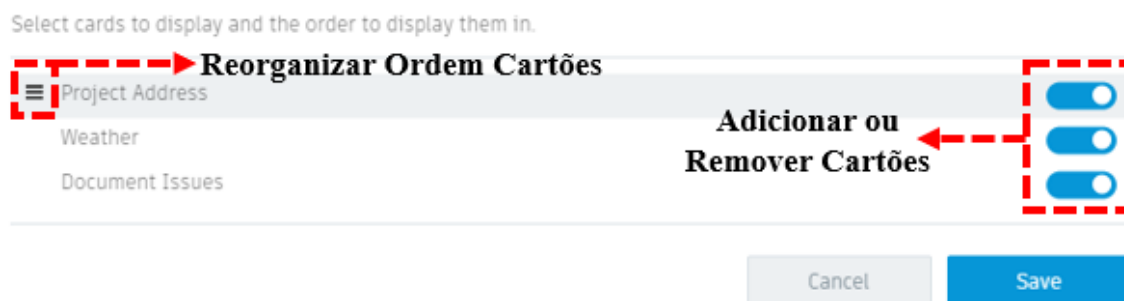 Select cards to display and the order to display them in.
Reorganizar Ordem Cartões
Project Address
Weather
Document Issues
Adicionar ou
Remover Cartões
Cancel
Save